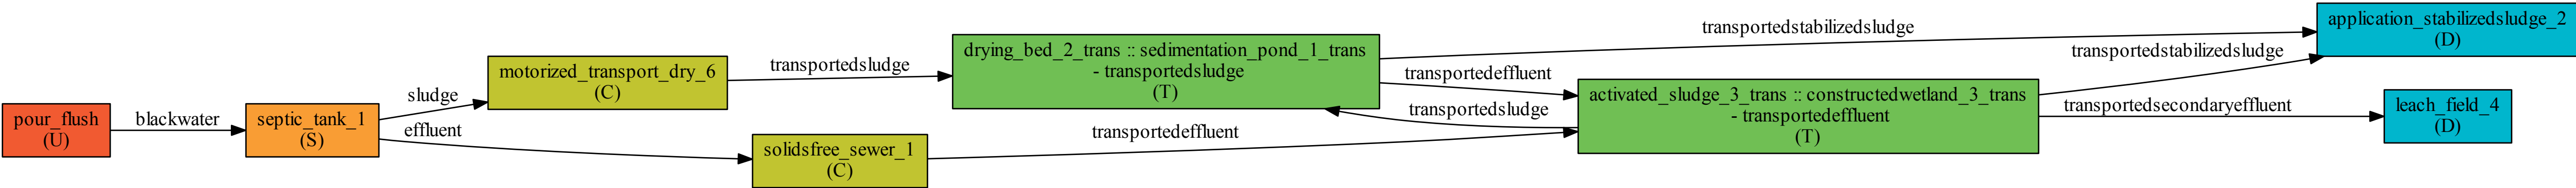 pour_flush
(U)
blackwater
septic_tank_1
(S)
sludge
effluent
motorized_transport_dry_6
(C)
solidsfree_sewer_1
(C)
transportedsludge
transportedeffluent
drying_bed_2_trans :: sedimentation_pond_1_trans
- transportedsludge
(T)
transportedstabilizedsludge
transportedeffluent
transportedsludge
activated_sludge_3_trans :: constructedwetland_3_trans
- transportedeffluent
(T)
transportedstabilizedsludge
transportedsecondaryeffluent
application_stabilizedsludge_2
(D)
leach_field_4
(D)